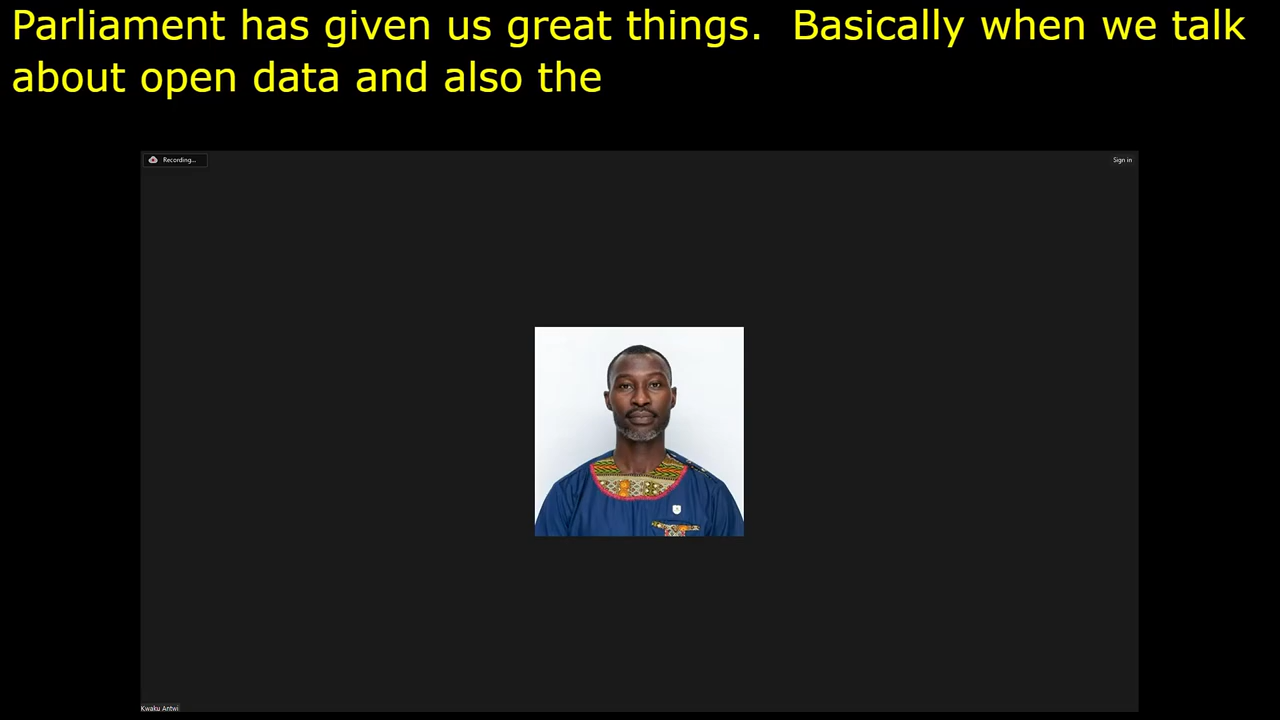 Parliament has given us great things.  Basically when we talk
about open data and also the
Recording...
Sign in
Kwaku Antwi